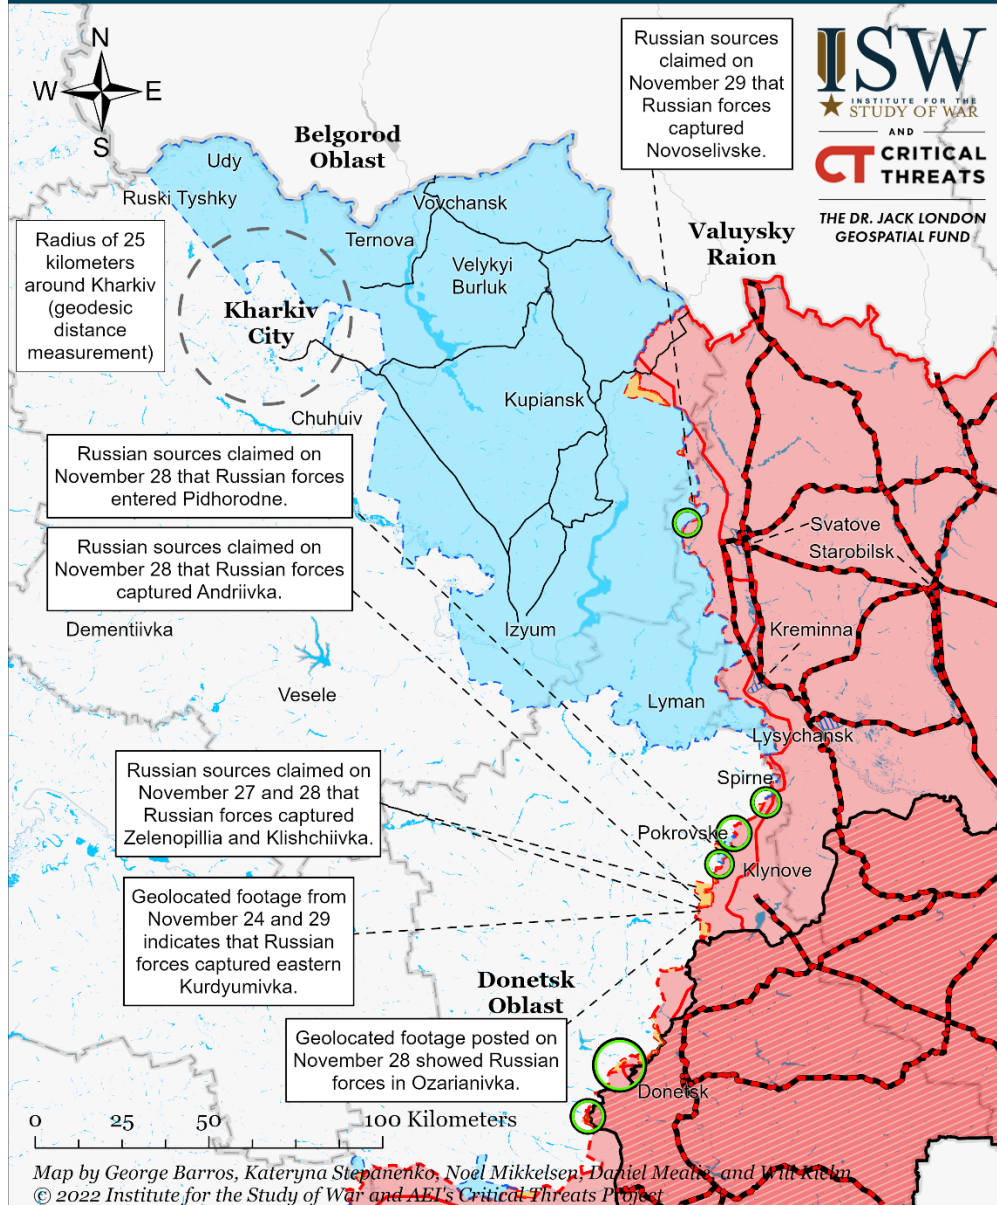 N
W
E
S
Russian sources
claimed on
November 29 that
Russian forces
captured
Novoselivske.
ISW
INSTITUTE FOR THE
STUDY OF WAR
AND
CT CRITICAL
THREATS
THE DR. JACK LONDON
GEOSPATIAL FUND
Belgorod
Oblast
Udy
Ruski Tyshky
Vovchansk
Ternova
Valuysky
Raion
Radius of 25
kilometers
around Kharkiv
(geodesic
distance
measurement)
Velykyi
Burluk
Kharkiv
City
Kupiansk
Chuhuiv
Russian sources claimed on
November 28 that Russian forces
entered Pidhorodne.
Svatove
Starobilsk
Russian sources claimed on
November 28 that Russian forces
captured Andriivka.
Dementiivka
Izyum
Kreminna
Vesele
Lyman
Lysychansk
Spirne
Russian sources claimed on
November 27 and 28 that
Russian forces captured
Zelenopillia and Klishchiivka.
Pokrovske
Klynove
Geolocated footage from
November 24 and 29
indicates that Russian
forces captured eastern
Kurdyumivka.
Donetsk
Oblast
Geolocated footage posted on
November 28 showed Russian
forces in Ozarianivka.
Donetsk
0 25 50 100 Kilometers
Map by George Barros, Kateryna Stepanenko, Noel Mikkelsen, Daniel Mealie, and Will Kielm
© 2022 Institute for the Study of War and AEI's Critical Threats Project